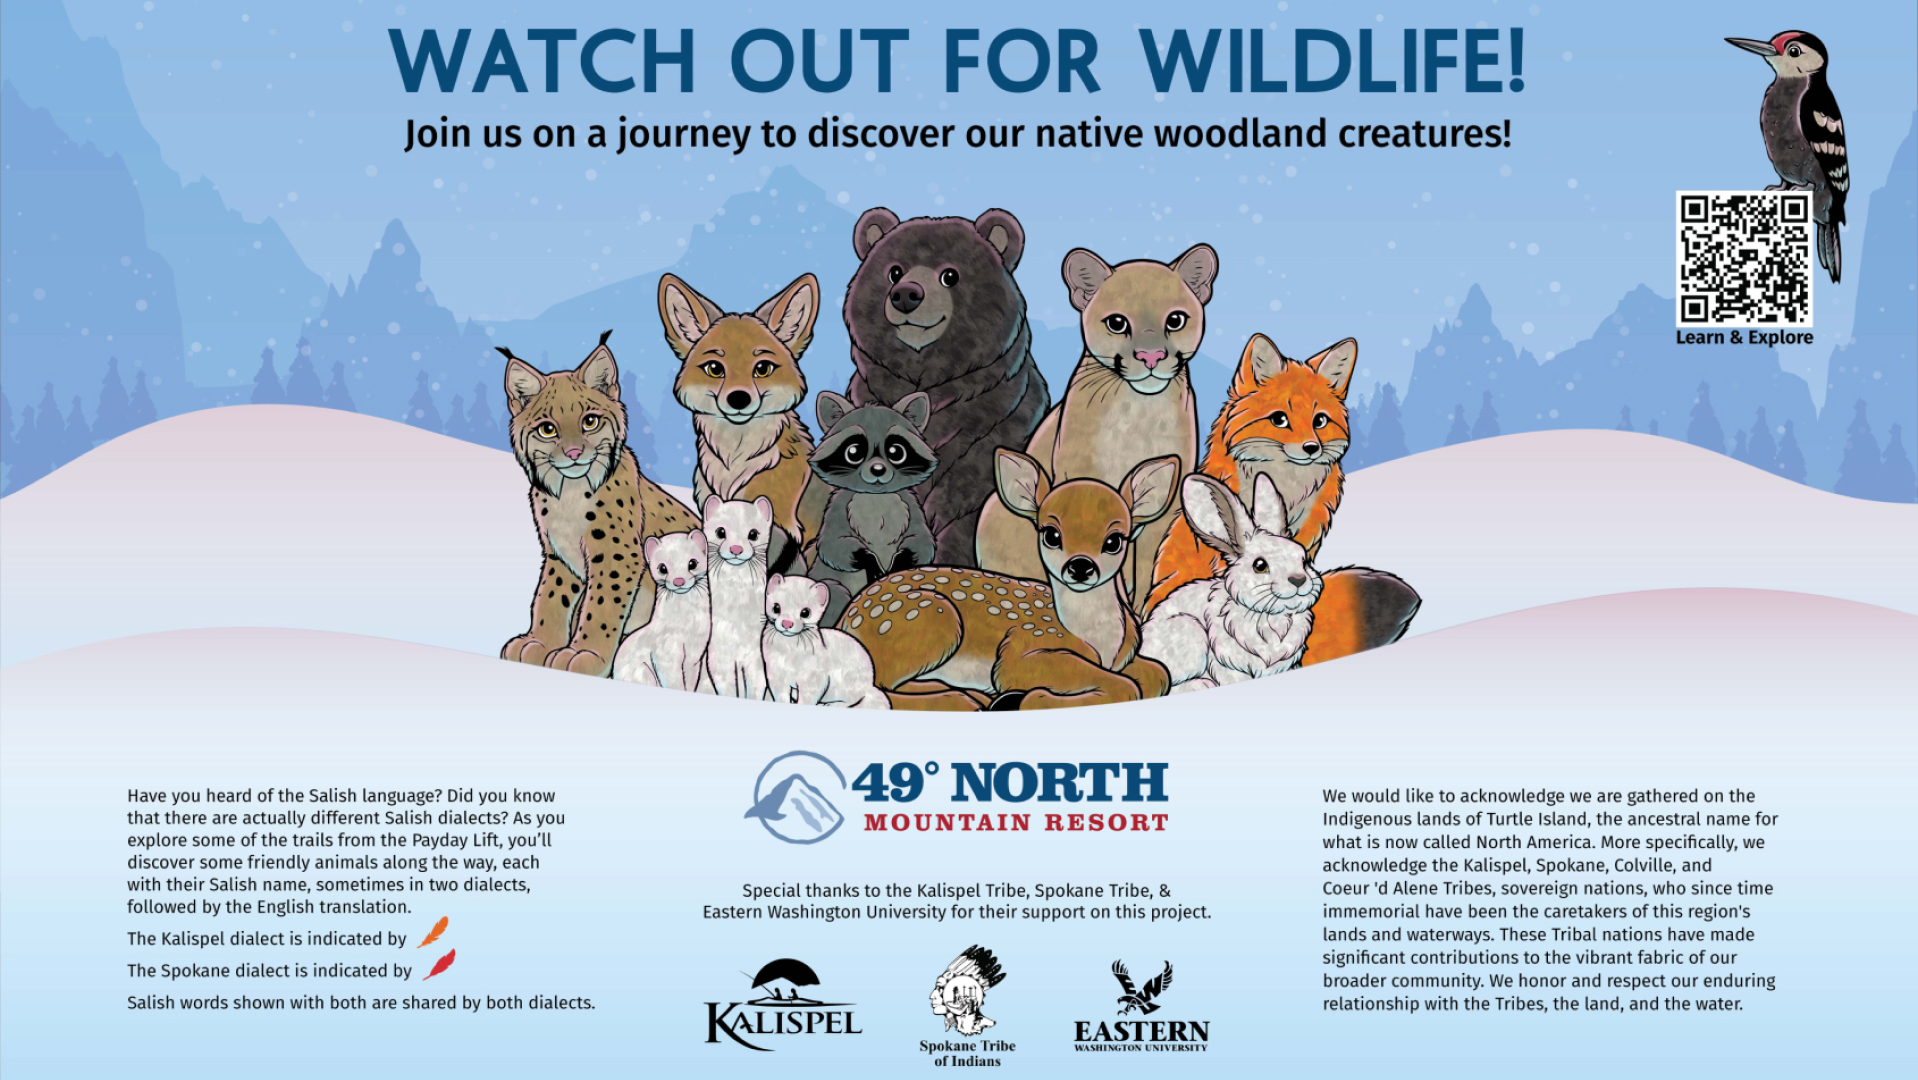 WATCH OUT FOR WILDLIFE!
Join us on a journey to discover our native woodland creatures!
Learn & Explore
49° NORTH
MOUNTAIN RESORT
Have you heard of the Salish language? Did you know
that there are actually different Salish dialects? As you
explore some of the trails from the Payday Lift, you'll
discover some friendly animals along the way, each
with their Salish name, sometimes in two dialects,
followed by the English translation.
The Kalispel dialect is indicated by
The Spokane dialect is indicated by
Salish words shown with both are shared by both dialects.
Special thanks to the Kalispel Tribe, Spokane Tribe, &
Eastern Washington University for their support on this project.
KALISPEL
Spokane Tribe
of Indians
EASTERN
WASHINGTON UNIVERSITY
We would like to acknowledge we are gathered on the
Indigenous lands of Turtle Island, the ancestral name for
what is now called North America. More specifically, we
acknowledge the Kalispel, Spokane, Colville, and
Coeur 'd Alene Tribes, sovereign nations, who since time
immemorial have been the caretakers of this region's
lands and waterways. These Tribal nations have made
significant contributions to the vibrant fabric of our
broader community. We honor and respect our enduring
relationship with the Tribes, the land, and the water.